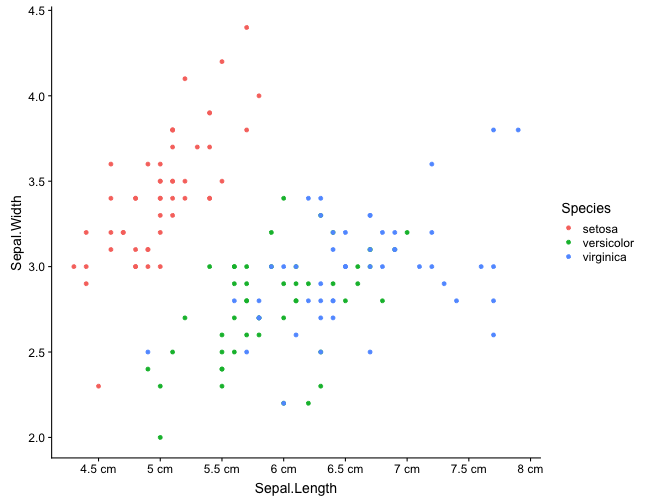 4.5
4.0
3.5
3.0
2.5
2.0
Sepal.Width
4.5 cm 5 cm 5.5 cm 6 cm 6.5 cm 7 cm 7.5 cm 8 cm
Sepal.Length
Species
setosa
versicolor
virginica